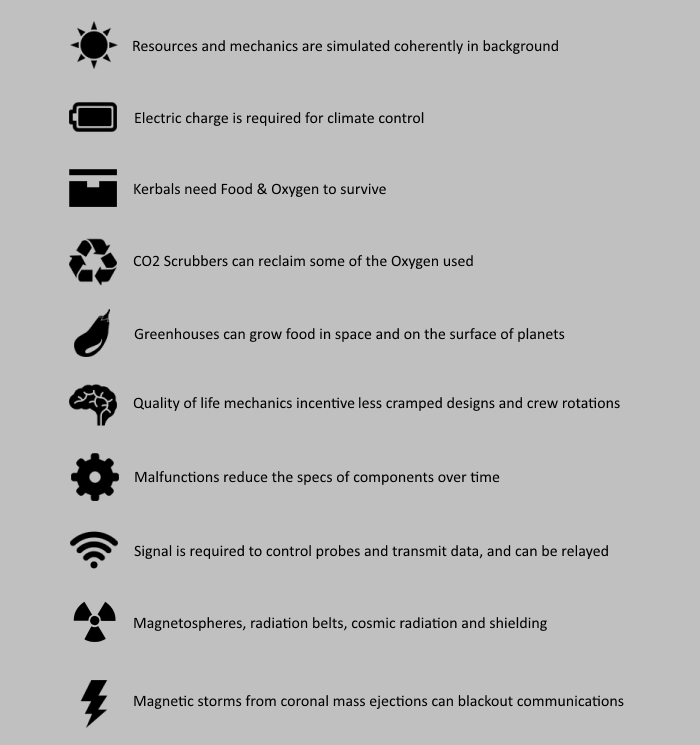 Resources and mechanics are simulated coherently in background
Electric charge is required for climate control
Kerbals need Food & Oxygen to survive
CO2 Scrubbers can reclaim some of the Oxygen used
Greenhouses can grow food in space and on the surface of planets
Quality of life mechanics incentive less cramped designs and crew rotations
Malfunctions reduce the specs of components over time
Signal is required to control probes and transmit data, and can be relayed
Magnetospheres, radiation belts, cosmic radiation and shielding
Magnetic storms from coronal mass ejections can blackout communications